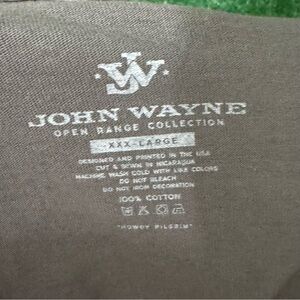 JW
JOHN WAYNE
OPEN RANGE COLLECTION
XXX-LARGE
DESIGNED AND PRINTED IN THE USA
CUT & SEWN IN NICARAGUA
MACHINE WASH COLD WITH LIKE COLORS
DO NOT BLEACH
DO NOT IRON DECORATION
100% COTTON
"HOWDY PILGRIM"